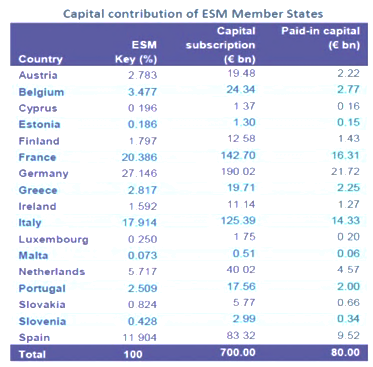 Capital contribution of ESM Member States
Country ESM Key (%) Capital subscription (€ bn) Paid-in capital (€ bn)
Austria 2.783 19.48 2.22
Belgium 3.477 24.34 2.77
Cyprus 0.196 1.37 0.16
Estonia 0.186 1.30 0.15
Finland 1.797 12.58 1.43
France 20.386 142.70 16.31
Germany 27.146 190.02 21.72
Greece 2.817 19.71 2.25
Ireland 1.592 11.14 1.27
Italy 17.914 125.39 14.33
Luxembourg 0.250 1.75 0.20
Malta 0.073 0.51 0.06
Netherlands 5.717 40.02 4.57
Portugal 2.509 17.56 2.00
Slovakia 0.824 5.77 0.66
Slovenia 0.428 2.99 0.34
Spain 11.904 83.32 9.52
Total 100 700.00 80.00